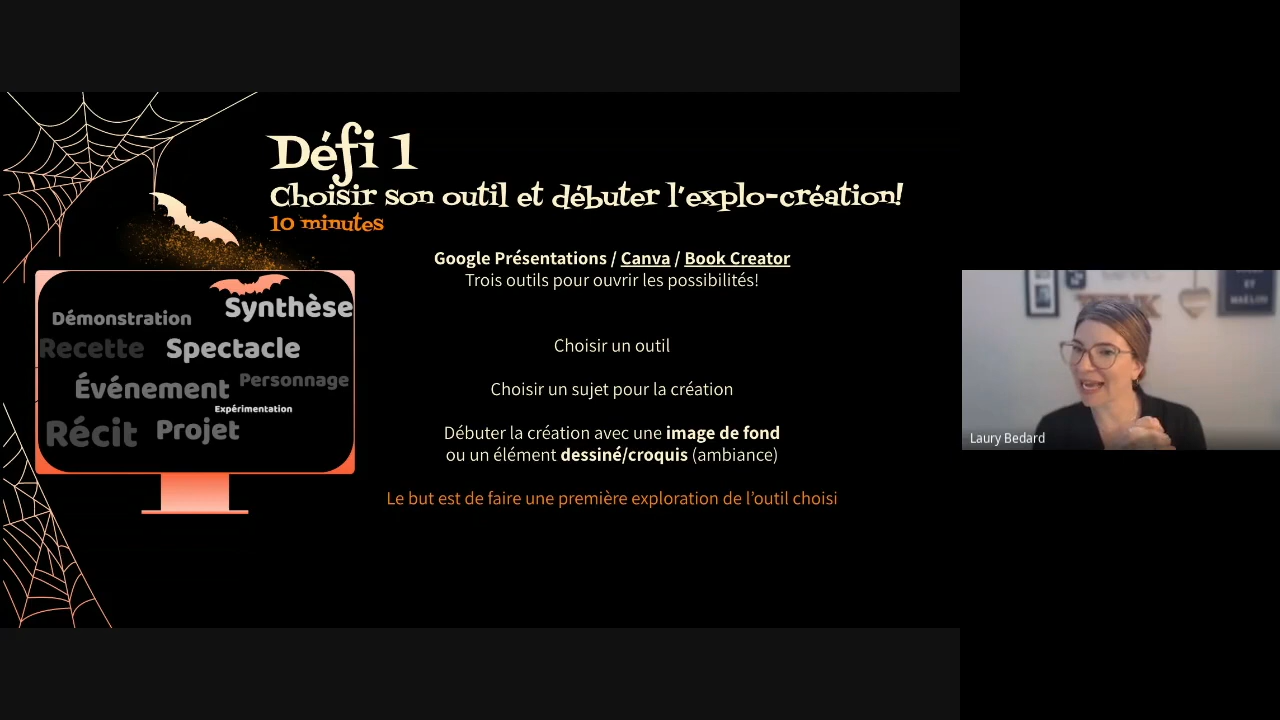 Défi 1
Choisir son outil et débuter l'explo-création!
10 minutes
Google Présentations / Canva / Book Creator
Trois outils pour ouvrir les possibilités!
Choisir un outil
Choisir un sujet pour la création
Débuter la création avec une image de fond
ou un élément dessiné/croquis (ambiance)
Le but est de faire une première exploration de l'outil choisi
Synthèse
Démonstration
Recette Spectacle
Événement Personnage
Expérimentation
Récit Projet
Laury Bedard